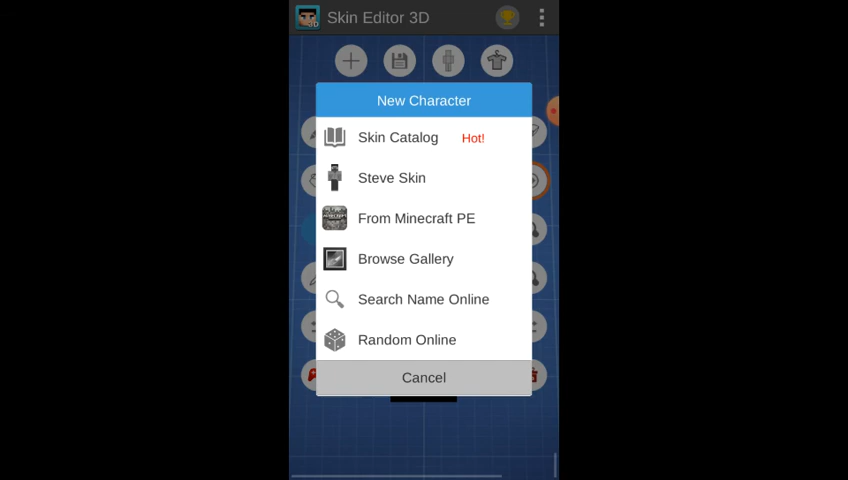 Skin Editor 3D
New Character
Skin Catalog Hot!
Steve Skin
From Minecraft PE
Browse Gallery
Search Name Online
Random Online
Cancel